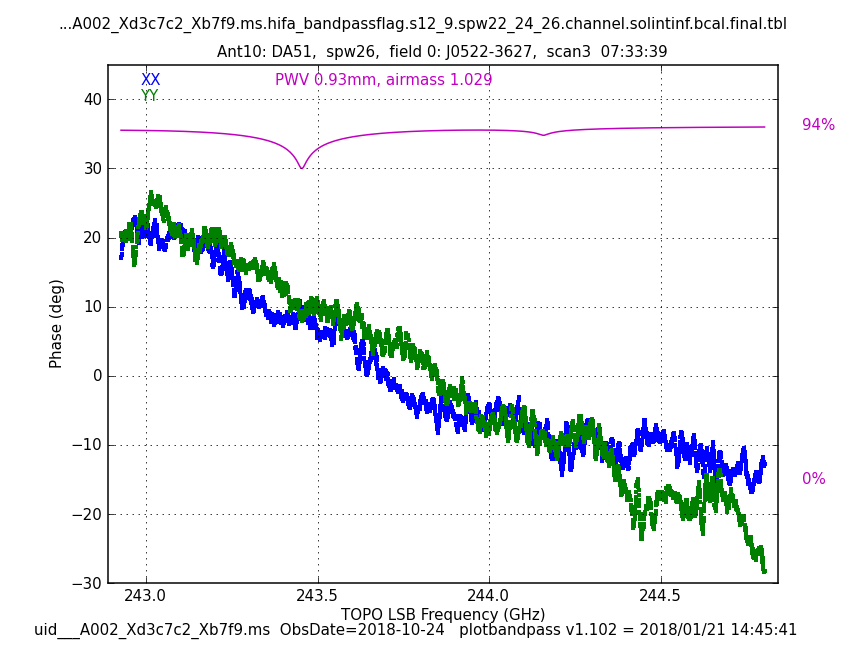 ...A002_Xd3c7c2_Xb7f9.ms.hifa_bandpassflag.s12_9.spw22_24_26.channel.solintinf.bcal.final.tbl
Ant10: DA51,  spw26,  field 0: J0522-3627,  scan3  07:33:39
XX
PWV 0.93mm, airmass 1.029
YY
40
94%
30
20
10
0
−10
0%
−20
−30
Phase (deg)
243.0 243.5 244.0 244.5
TOPO LSB Frequency (GHz)
uid___A002_Xd3c7c2_Xb7f9.ms  ObsDate=2018-10-24   plotbandpass v1.102 = 2018/01/21 14:45:41